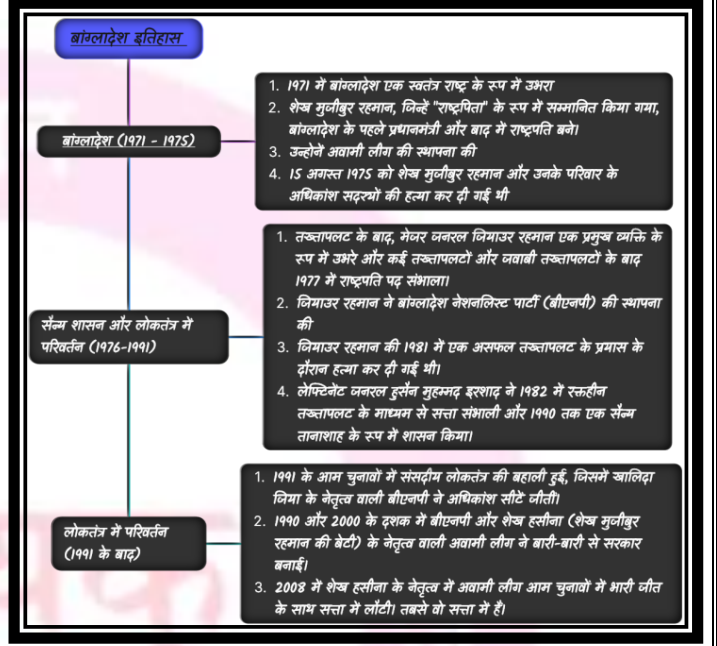 बांग्लादेश इतिहास
बांग्लादेश (1971 - 1975)
1. 1971 में बांग्लादेश एक स्वतंत्र राष्ट्र के रूप में उभरा
2. शेख मुजीबुर रहमान, जिन्हें "राष्ट्रपिता" के रूप में सम्मानित किया गया,
बांग्लादेश के पहले प्रधानमंत्री और बाद में राष्ट्रपति बने।
3. उन्होनें अवामी लीग की स्थापना की
4. 15 अगस्त 1975 को शेख मुजीबुर रहमान और उनके परिवार के
अधिकांश सदस्यों की हत्या कर दी गई थी
सैन्य शासन और लोकतंत्र में
परिवर्तन (1976-1991)
1. तख्तापलट के बाद, मेजर जनरल जियाउर रहमान एक प्रमुख व्यक्ति के
रूप में उभरे और कई तख्तापलटों और जवाबी तख्तापलटों के बाद
1977 में राष्ट्रपति पद संभाला।
2. जियाउर रहमान ने बांग्लादेश नेशनलिस्ट पार्टी (बीएनपी) की स्थापना
की
3. जियाउर रहमान की 1981 में एक असफल तख्तापलट के प्रयास के
दौरान हत्या कर दी गई थी।
4. लेफ्टिनेंट जनरल हुसैन मुहम्मद इरशाद ने 1982 में रक्तहीन
तख्तापलट के माध्यम से सत्ता संभाली और 1990 तक एक सैन्य
तानाशाह के रूप में शासन किया।
लोकतंत्र में परिवर्तन
(1991 के बाद)
1. 1991 के आम चुनावों में संसदीय लोकतंत्र की बहाली हुई, जिसमें खालिदा
जिया के नेतृत्व वाली बीएनपी ने अधिकांश सीटें जीती।
2. 1990 और 2000 के दशक में बीएनपी और शेख हसीना (शेख मुजीबुर
रहमान की बेटी) के नेतृत्व वाली अवामी लीग ने बारी-बारी से सरकार
बनाई।
3. 2008 में शेख हसीना के नेतृत्व में अवामी लीग आम चुनावों में भारी जीत
के साथ सत्ता में लौटी। तबसे वो सत्ता में हैं।